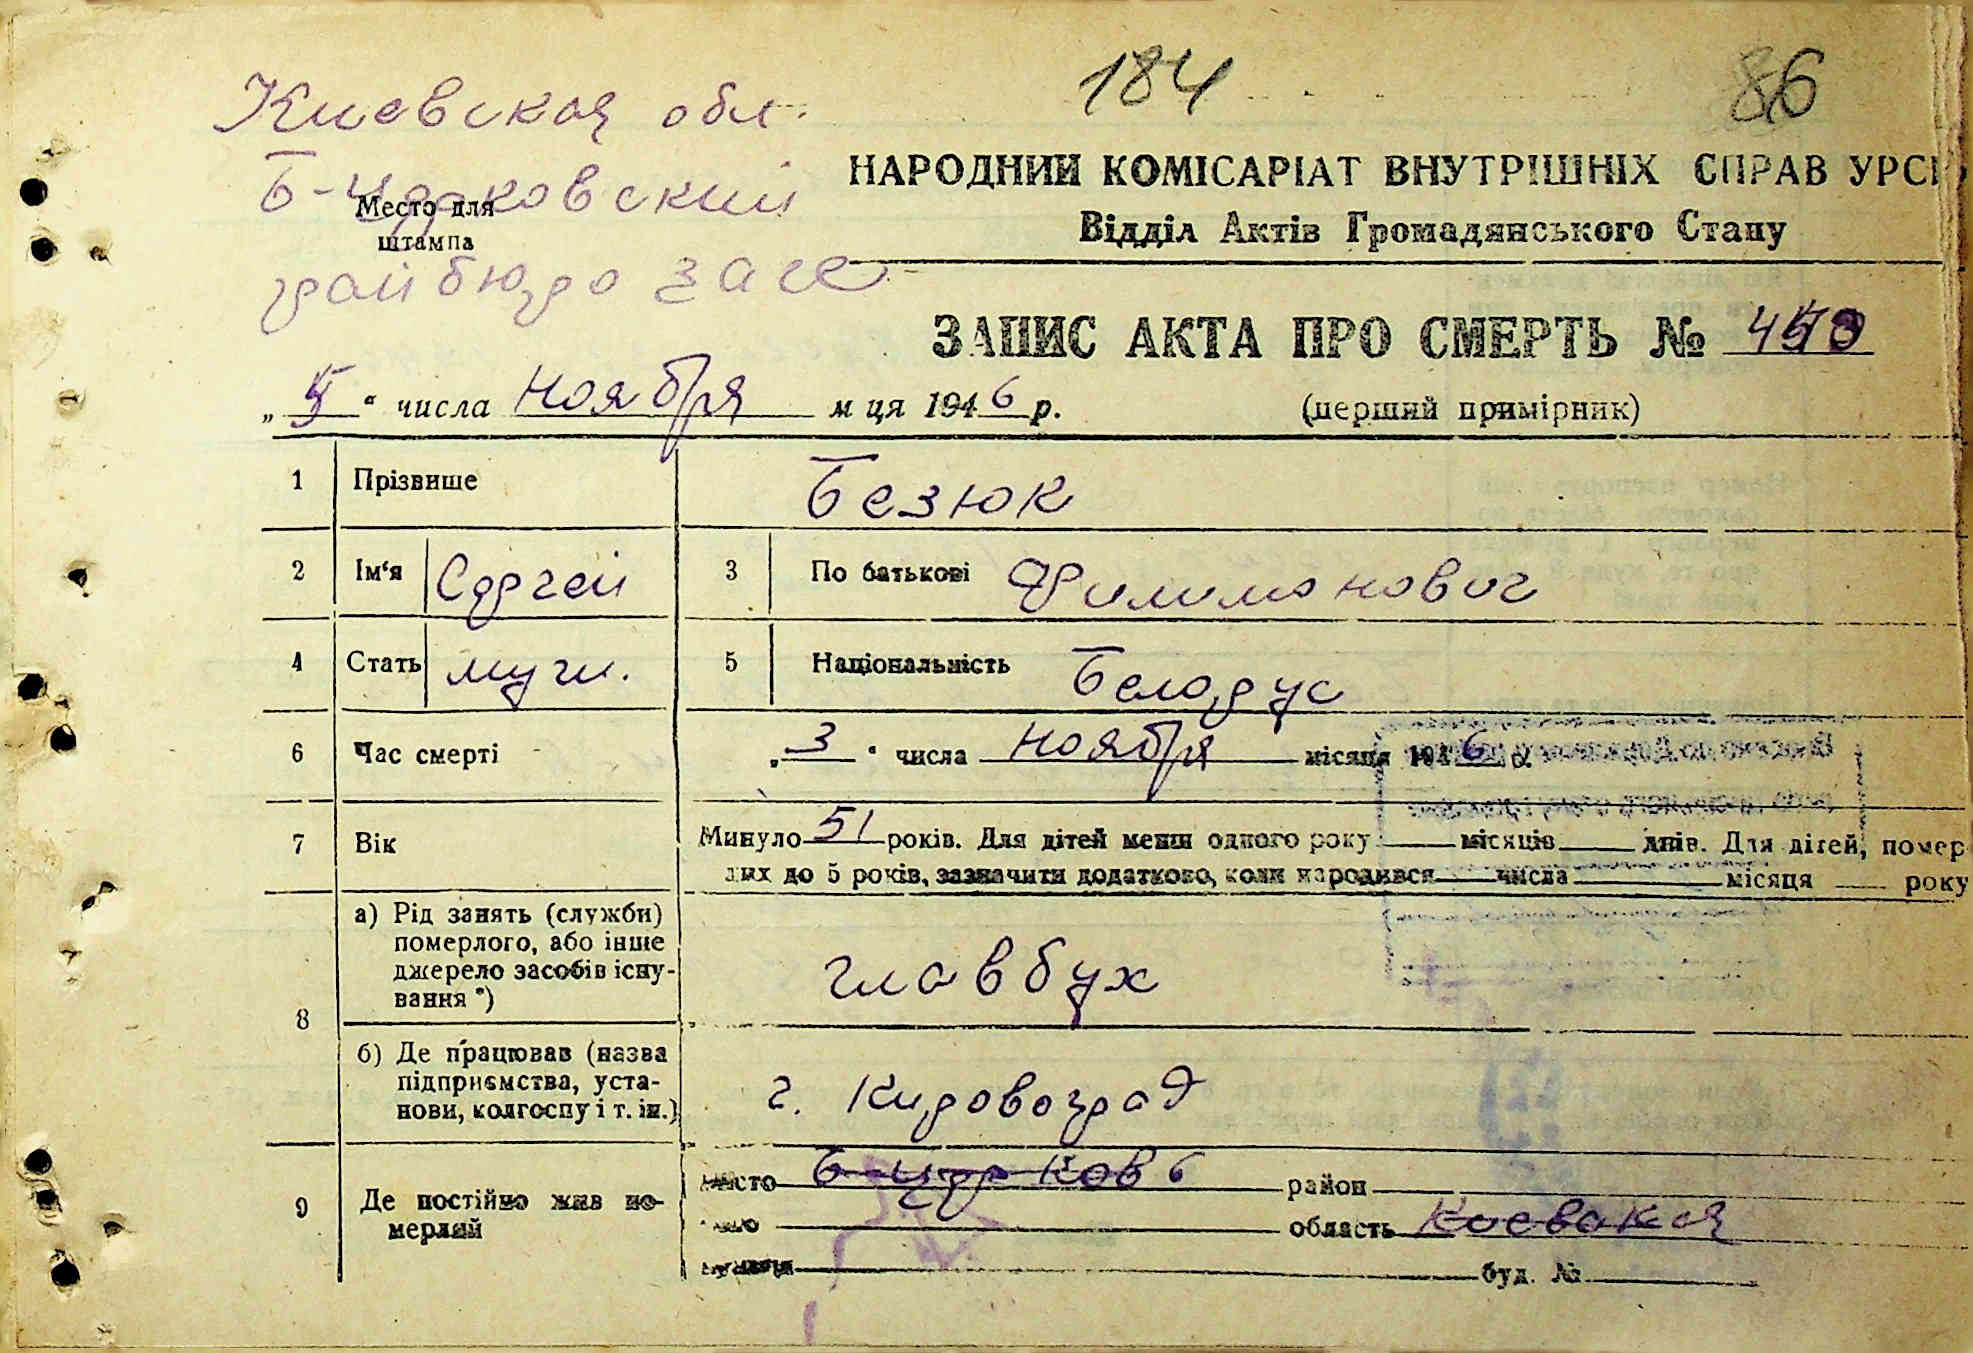 184
86
Киевская обл.
Б-Церковский
Место для
штампа
райбюро загс
НАРОДНИЙ КОМІСАРІАТ ВНУТРІШНІХ СПРАВ УРСР
Відділ Актів Громадянського Стану
ЗАПИС АКТА ПРО СМЕРТЬ №
„ 5 “ числа ноября м ця 1946 р. (перший примірник)
1 Прізвище Безюк
2 Ім‘я Сергей 3 По батькові Филимонович
4 Стать муж. 5 Національність Белорус
6 Час смерті „ 3 “ числа ноября місяця 1946 р.
7 Вік Минуло 51 років. Для дітей менш одного року місяців днів. Для дітей, помер
лих до 5 років, зазначити додатково, коли народився числа місяця року
8 а) Рід занять (служби)
померлого, або інше
джерело засобів існу-
вання *) главбух
б) Де працював (назва
підприємства, уста-
нови, колгоспу і т. ін.) г. Кировоград
9 Де постійно жив по-
мерлий
місто Б-Церковь район
область Киевская
буд. №